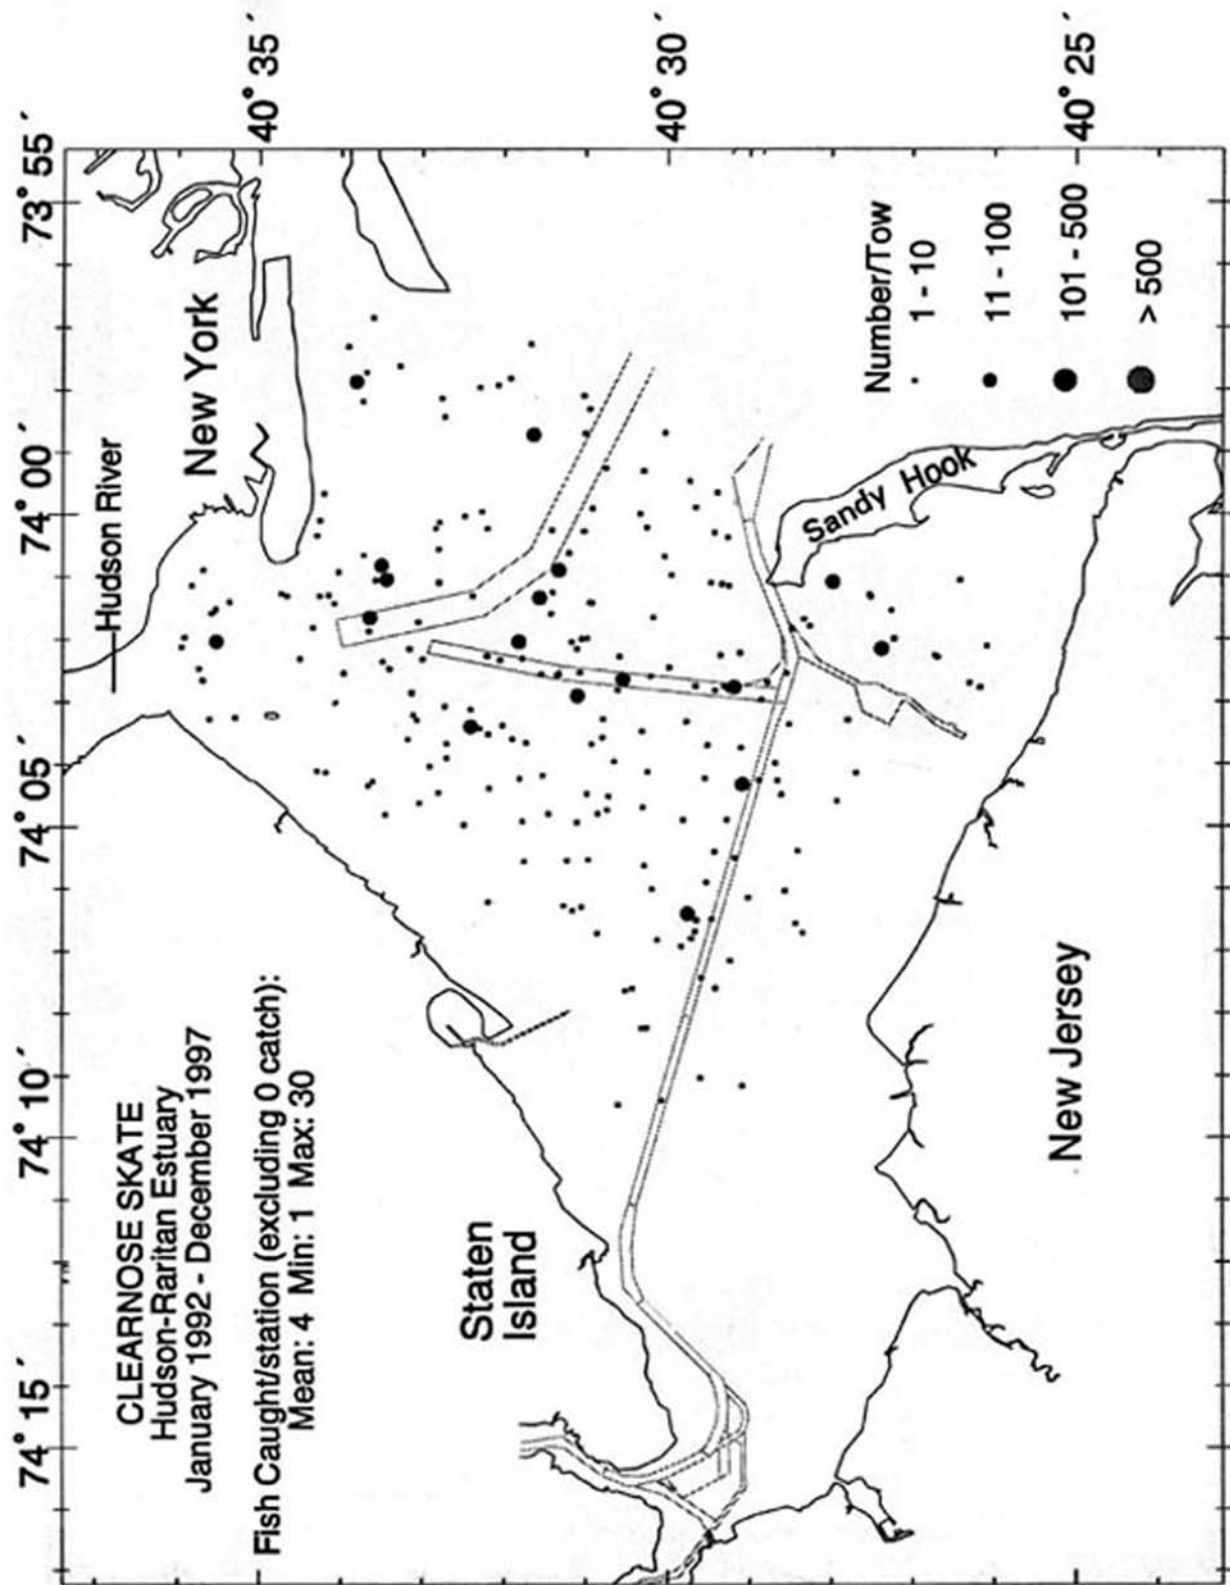 CLEARNOSE SKATE
Hudson-Raritan Estuary
January 1992 - December 1997
Fish Caught/station (excluding 0 catch):
Mean: 4 Min: 1 Max: 30
74° 15´
74° 10´
74° 05´
74° 00´
73° 55´
40° 35´
40° 30´
40° 25´
Hudson River
New York
Staten
Island
Sandy Hook
New Jersey
Number/Tow
1 - 10
11 - 100
101 - 500
> 500